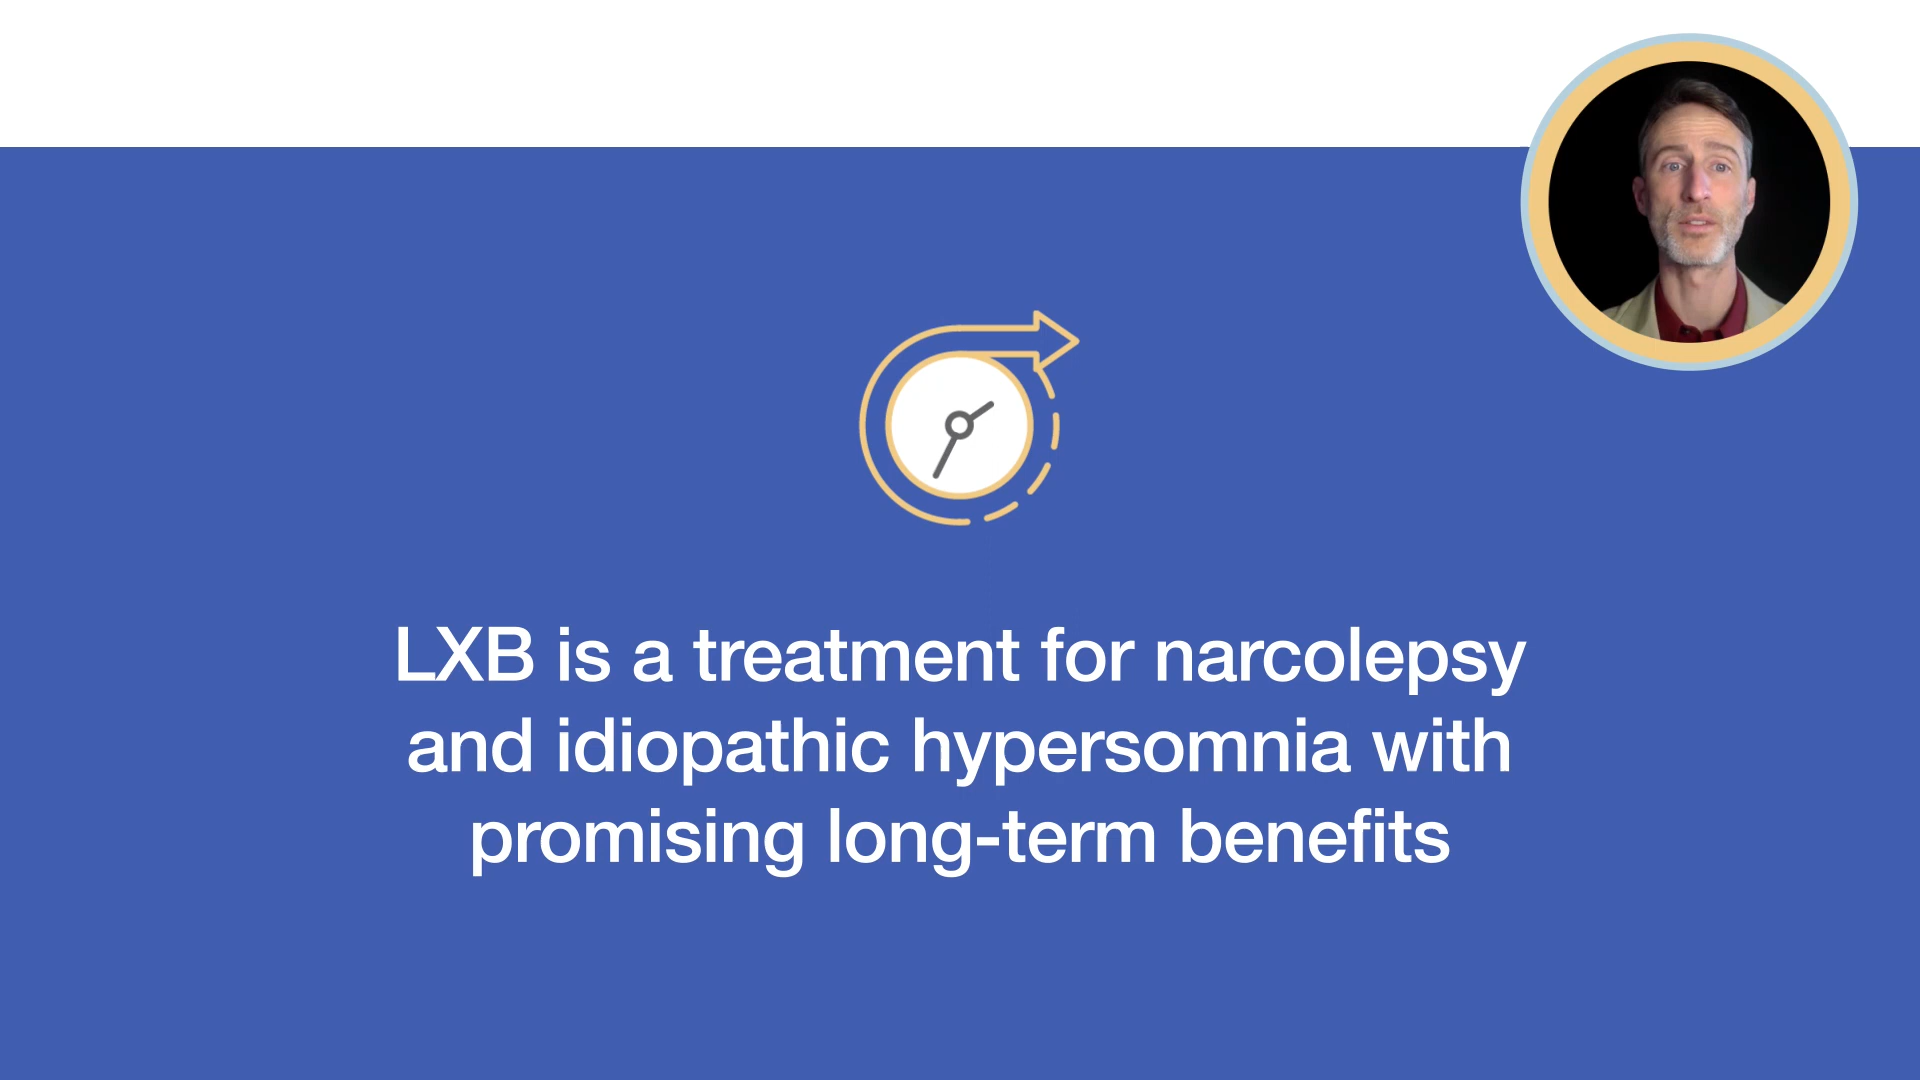 LXB is a treatment for narcolepsy
and idiopathic hypersomnia with
promising long-term benefits